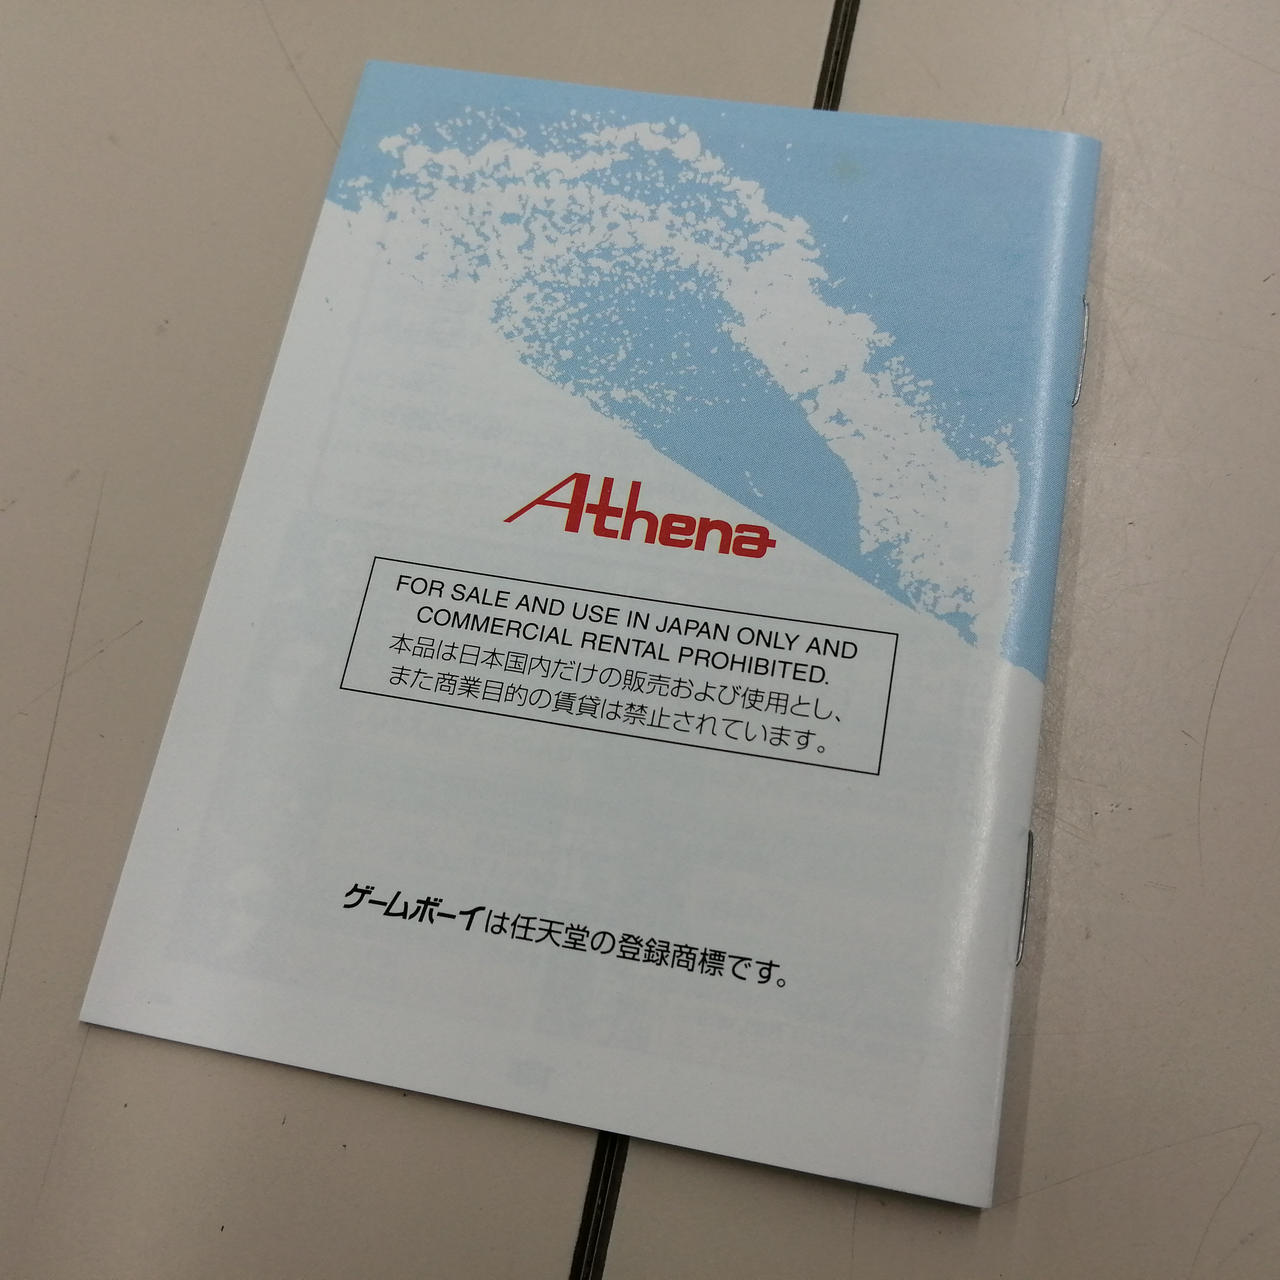 Athena
FOR SALE AND USE IN JAPAN ONLY AND
COMMERCIAL RENTAL PROHIBITED.
本品は日本国内だけの販売および使用とし、
また商業目的の賃貸は禁止されています。
ゲームボーイは任天堂の登録商標です。